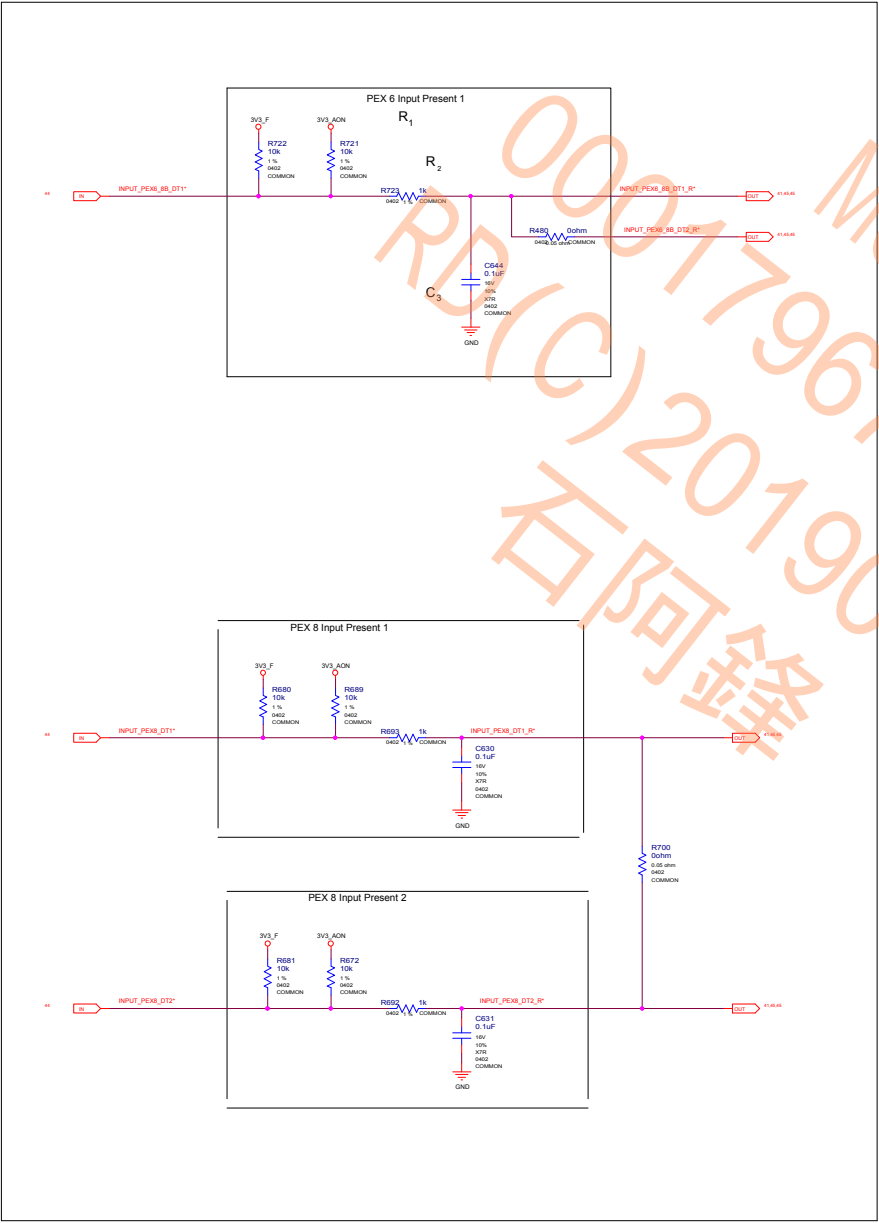 PEX 6 Input Present 1
R1
3V3_F
3V3_AON
R722
10k
1 %
0402
COMMON
R721
10k
1 %
0402
COMMON
R2
IN
INPUT_PEX6_8B_DT1*
R723
1k
0402
1 %
COMMON
INPUT_PEX6_8B_DT1_R*
OUT
41,45,46
R480
0ohm
0402
0.05 ohm
COMMON
INPUT_PEX6_8B_DT2_R*
OUT
C3
C644
0.1uF
16V
10%
X7R
0402
COMMON
GND
PEX 8 Input Present 1
3V3_F
3V3_AON
R680
10k
1 %
0402
COMMON
R689
10k
1 %
0402
COMMON
IN
INPUT_PEX8_DT1*
R693
1k
0402
1 %
COMMON
INPUT_PEX8_DT1_R*
OUT
C630
0.1uF
16V
10%
X7R
0402
COMMON
GND
R700
0ohm
0.05 ohm
0402
COMMON
PEX 8 Input Present 2
3V3_F
3V3_AON
R681
10k
1 %
0402
COMMON
R672
10k
1 %
0402
COMMON
IN
INPUT_PEX8_DT2*
R692
1k
0402
1 %
COMMON
INPUT_PEX8_DT2_R*
OUT
C631
0.1uF
16V
10%
X7R
0402
COMMON
GND
RD(C)20190
石阿鋒